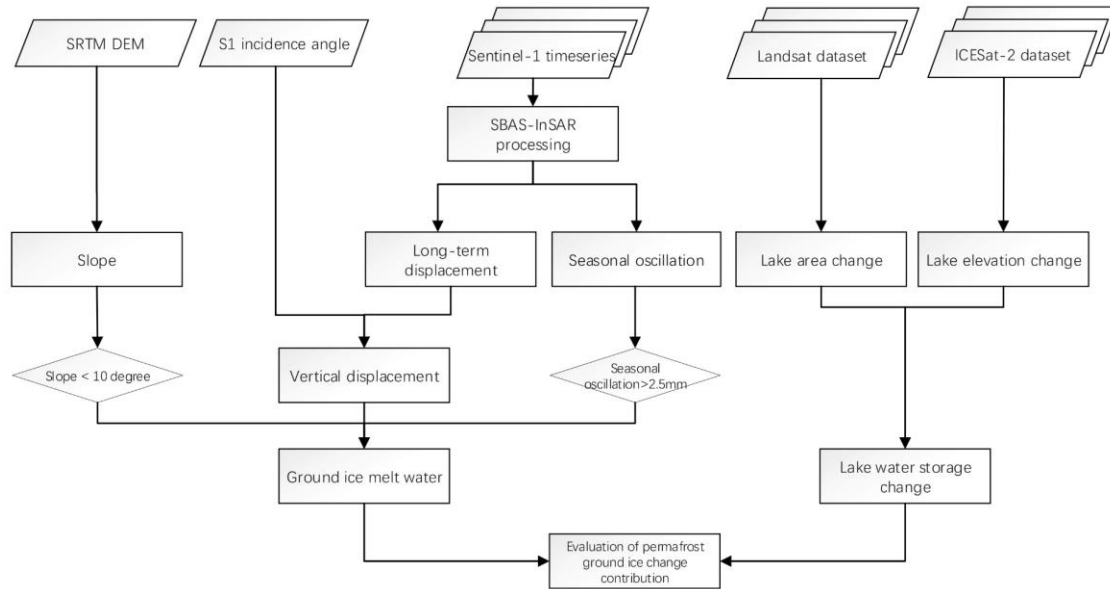 SRTM DEM
S1 incidence angle
Sentinel-1 timeseries
Landsat dataset
ICESat-2 dataset
SBAS-InSAR
processing
Slope
Long-term
displacement
Seasonal oscillation
Lake area change
Lake elevation change
Slope < 10 degree
Vertical displacement
Seasonal
oscillation>2.5mm
Ground ice melt water
Lake water storage
change
Evaluation of permafrost
ground ice change
contribution